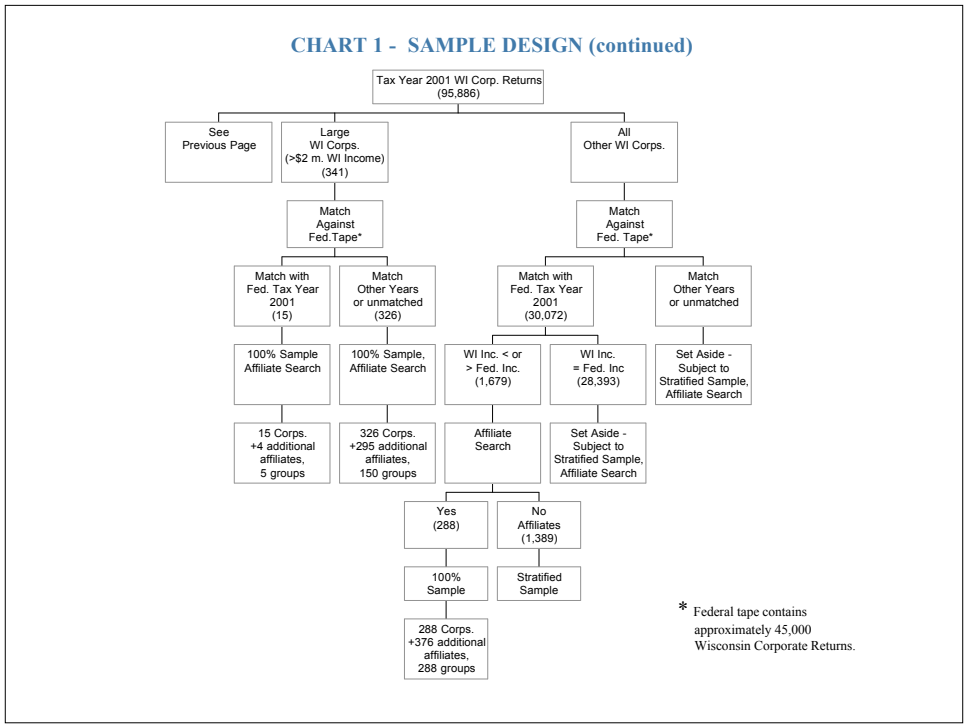 CHART 1 - SAMPLE DESIGN (continued)
Tax Year 2001 WI Corp. Returns
(95,886)
See
Previous Page
Large
WI Corps.
(>$2 m. WI Income)
(341)
All
Other WI Corps.
Match
Against
Fed.Tape*
Match
Against
Fed. Tape*
Match with
Fed. Tax Year
2001
(15)
Match
Other Years
or unmatched
(326)
Match with
Fed. Tax Year
2001
(30,072)
Match
Other Years
or unmatched
100% Sample
Affiliate Search
100% Sample,
Affiliate Search
WI Inc. < or
> Fed. Inc.
(1,679)
WI Inc.
= Fed. Inc
(28,393)
Set Aside -
Subject to
Stratified Sample,
Affiliate Search
15 Corps.
+4 additional
affiliates,
5 groups
326 Corps.
+295 additional
affiliates,
150 groups
Affiliate
Search
Set Aside -
Subject to
Stratified Sample,
Affiliate Search
Yes
(288)
No
Affiliates
(1,389)
100%
Sample
Stratified
Sample
288 Corps.
+376 additional
affiliates,
288 groups
* Federal tape contains
approximately 45,000
Wisconsin Corporate Returns.